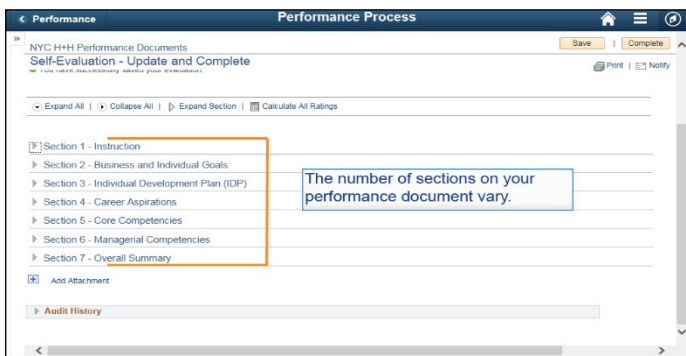 Performance
Performance Process
»
NYC H+H Performance Documents
Save | Complete
Self-Evaluation - Update and Complete
You have successfully saved your evaluation.
Print | Notify
Expand All | Collapse All | Expand Section | Calculate All Ratings
Section 1 - Instruction
Section 2 - Business and Individual Goals
Section 3 - Individual Development Plan (IDP)
Section 4 - Career Aspirations
Section 5 - Core Competencies
Section 6 - Managerial Competencies
Section 7 - Overall Summary
The number of sections on your
performance document vary.
Add Attachment
Audit History